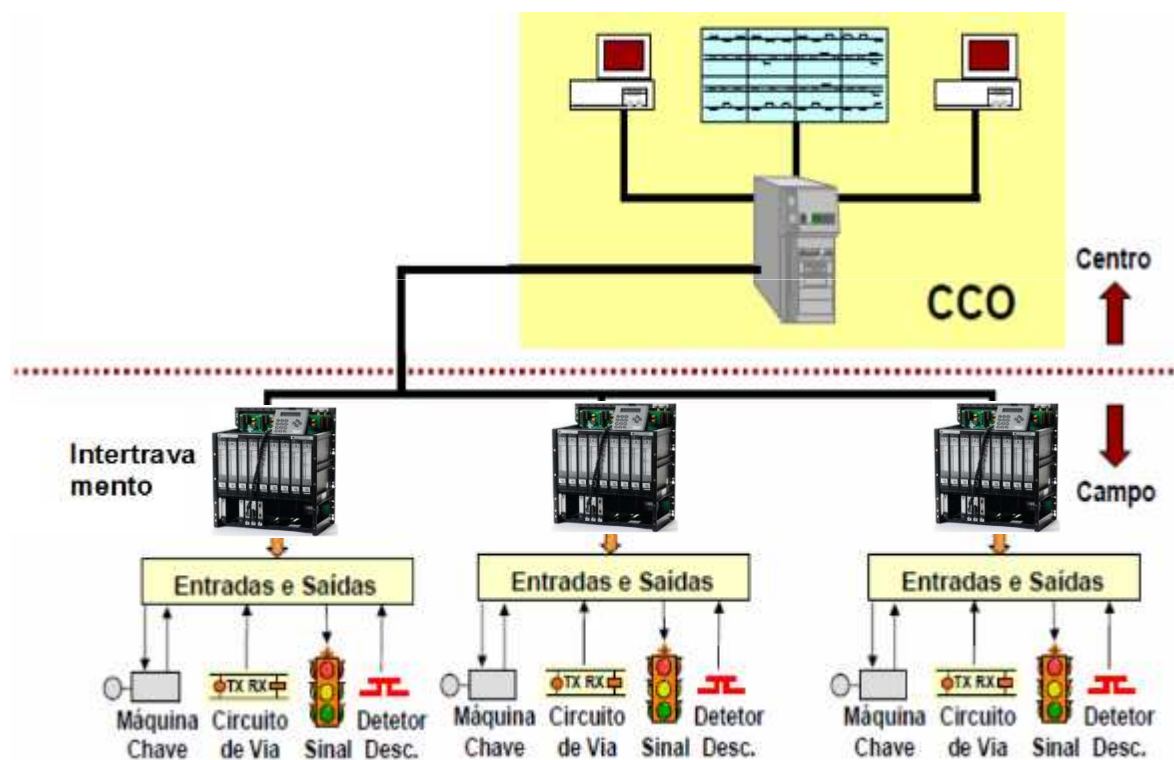 Centro
CCO
Intertrava
mento
Campo
Entradas e Saídas
Entradas e Saídas
Entradas e Saídas
TX RX
TX RX
TX RX
Máquina
Chave
Circuito
de Via
Sinal
Detetor
Desc.
Máquina
Chave
Circuito
de Via
Sinal
Detetor
Desc.
Máquina
Chave
Circuito
de Via
Sinal
Detetor
Desc.